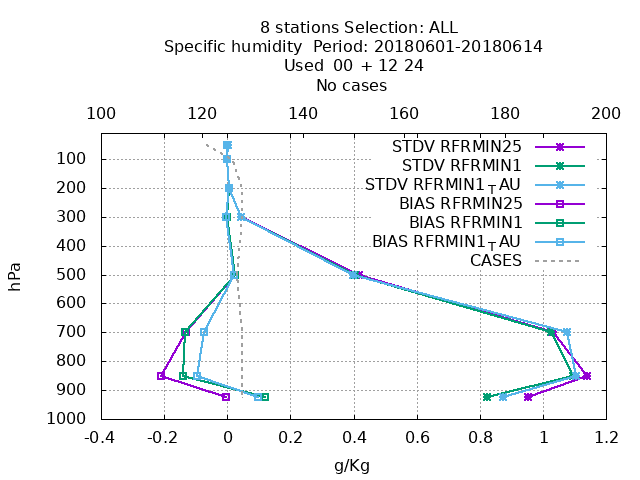 8 stations Selection: ALL
Specific humidity  Period: 20180601-20180614
Used  00 + 12 24
No cases
100 120 140 160 180 200
STDV RFRMIN25
STDV RFRMIN1
STDV RFRMIN1TAU
BIAS RFRMIN25
BIAS RFRMIN1
BIAS RFRMIN1TAU
CASES
hPa
100
200
300
400
500
600
700
800
900
1000
-0.4 -0.2 0 0.2 0.4 0.6 0.8 1 1.2
g/Kg